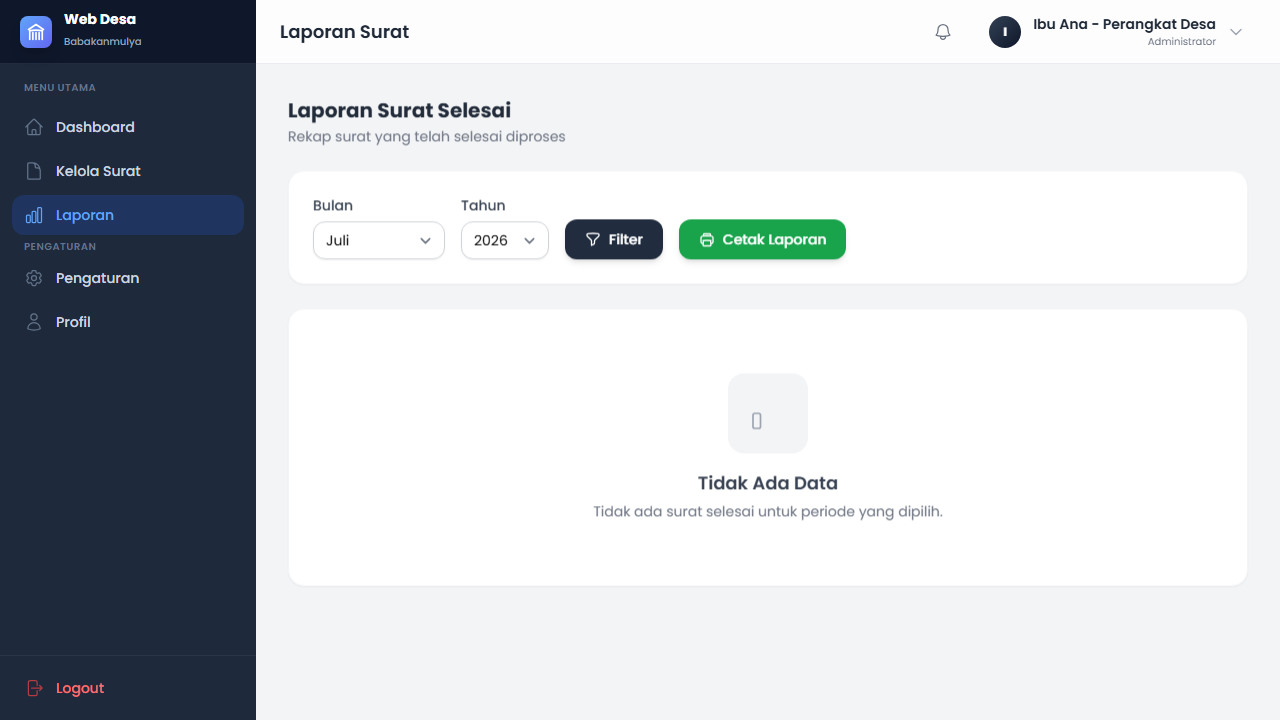 Web Desa
Babakanmulya
MENU UTAMA
Dashboard
Kelola Surat
Laporan
PENGATURAN
Pengaturan
Profil
Logout
Laporan Surat
I
Ibu Ana - Perangkat Desa
Administrator
Laporan Surat Selesai
Rekap surat yang telah selesai diproses
Bulan
Juli
Tahun
2026
Filter
Cetak Laporan
Tidak Ada Data
Tidak ada surat selesai untuk periode yang dipilih.